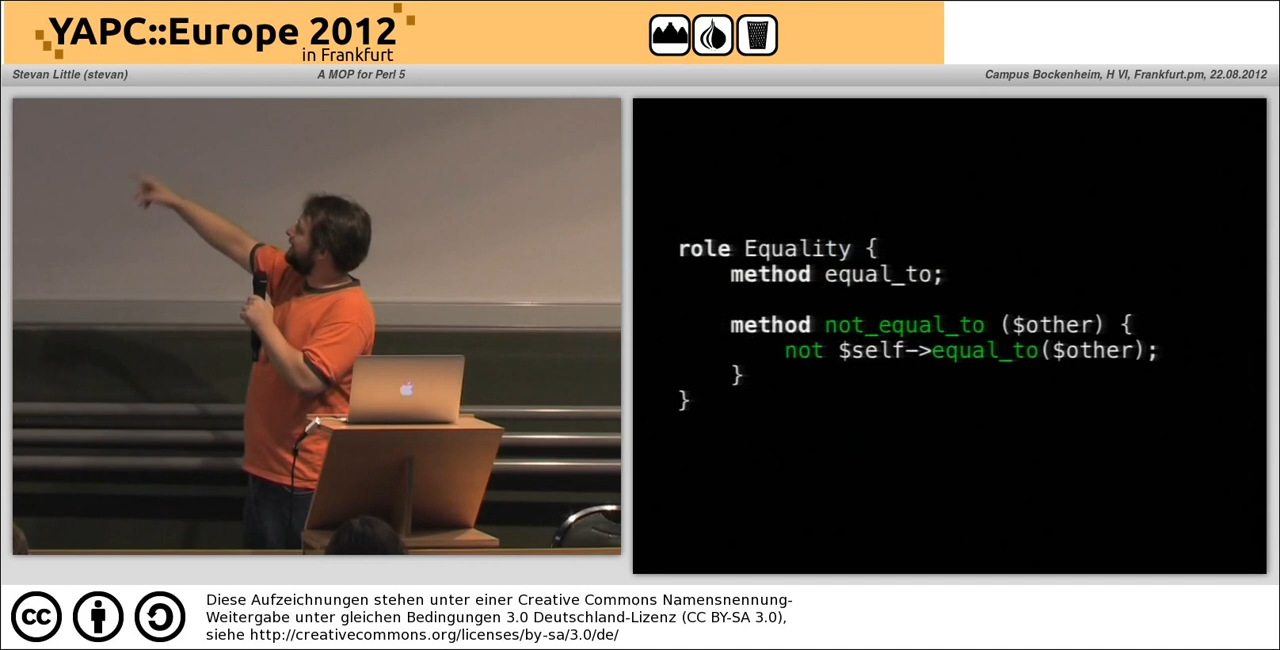 YAPC::Europe 2012
in Frankfurt
Stevan Little (stevan) A MOP for Perl 5 Campus Bockenheim, H VI, Frankfurt.pm, 22.08.2012
role Equality {
    method equal_to;
    method not_equal_to ($other) {
        not $self->equal_to($other);
    }
}
cc
Diese Aufzeichnungen stehen unter einer Creative Commons Namensnennung-
Weitergabe unter gleichen Bedingungen 3.0 Deutschland-Lizenz (CC BY-SA 3.0),
siehe http://creativecommons.org/licenses/by-sa/3.0/de/